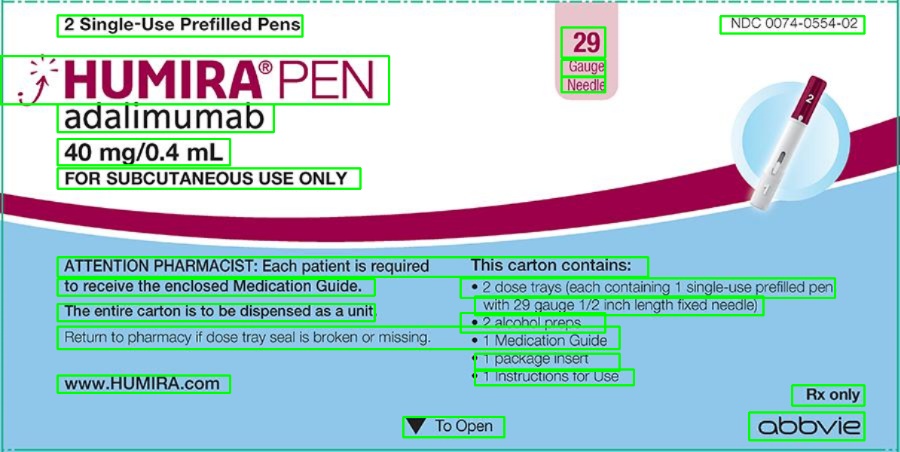 2 Single-Use Prefilled Pens
NDC 0074-0554-02
29
Gauge
Needle
HUMIRA® PEN
adalimumab
40 mg/0.4 mL
FOR SUBCUTANEOUS USE ONLY
2
1
ATTENTION PHARMACIST: Each patient is required
to receive the enclosed Medication Guide.
The entire carton is to be dispensed as a unit
Return to pharmacy if dose tray seal is broken or missing.
www.HUMIRA.com
This carton contains:
• 2 dose trays (each containing 1 single-use prefilled pen
with 29 gauge 1/2 inch length fixed needle)
• 2 alcohol preps
• 1 Medication Guide
• 1 package insert
• 1 Instructions for Use
Rx only
abbvie
▼ To Open